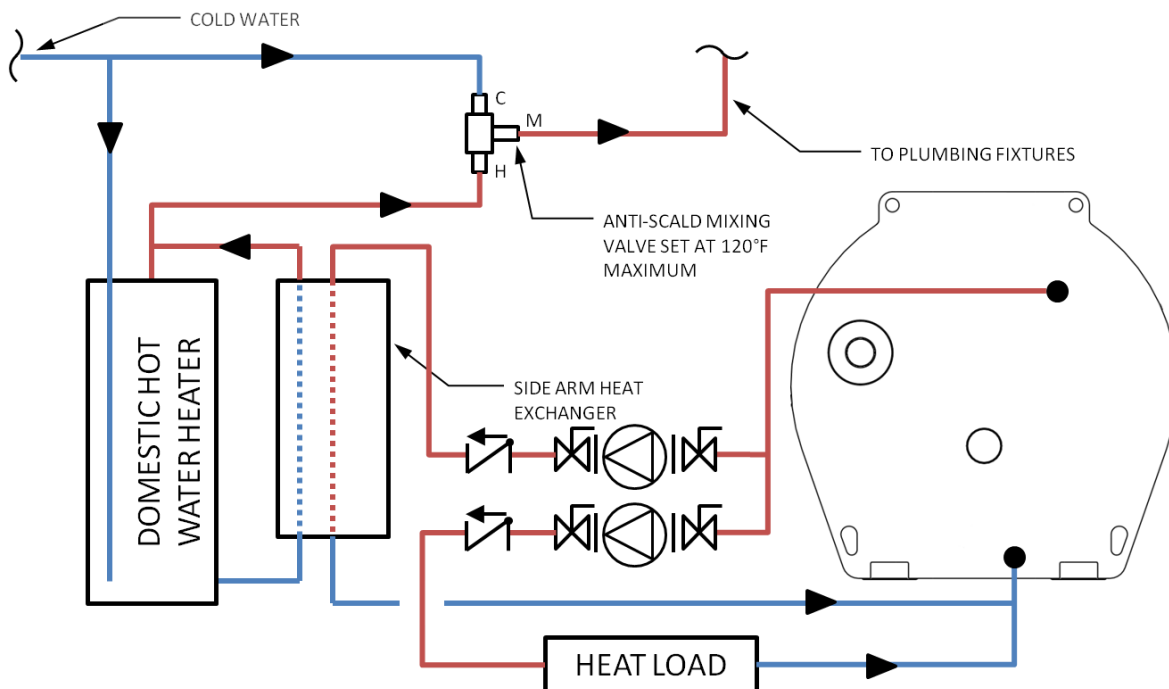 COLD WATER
C
M
H
TO PLUMBING FIXTURES
ANTI-SCALD MIXING
VALVE SET AT 120°F
MAXIMUM
DOMESTIC HOT
WATER HEATER
SIDE ARM HEAT
EXCHANGER
HEAT LOAD